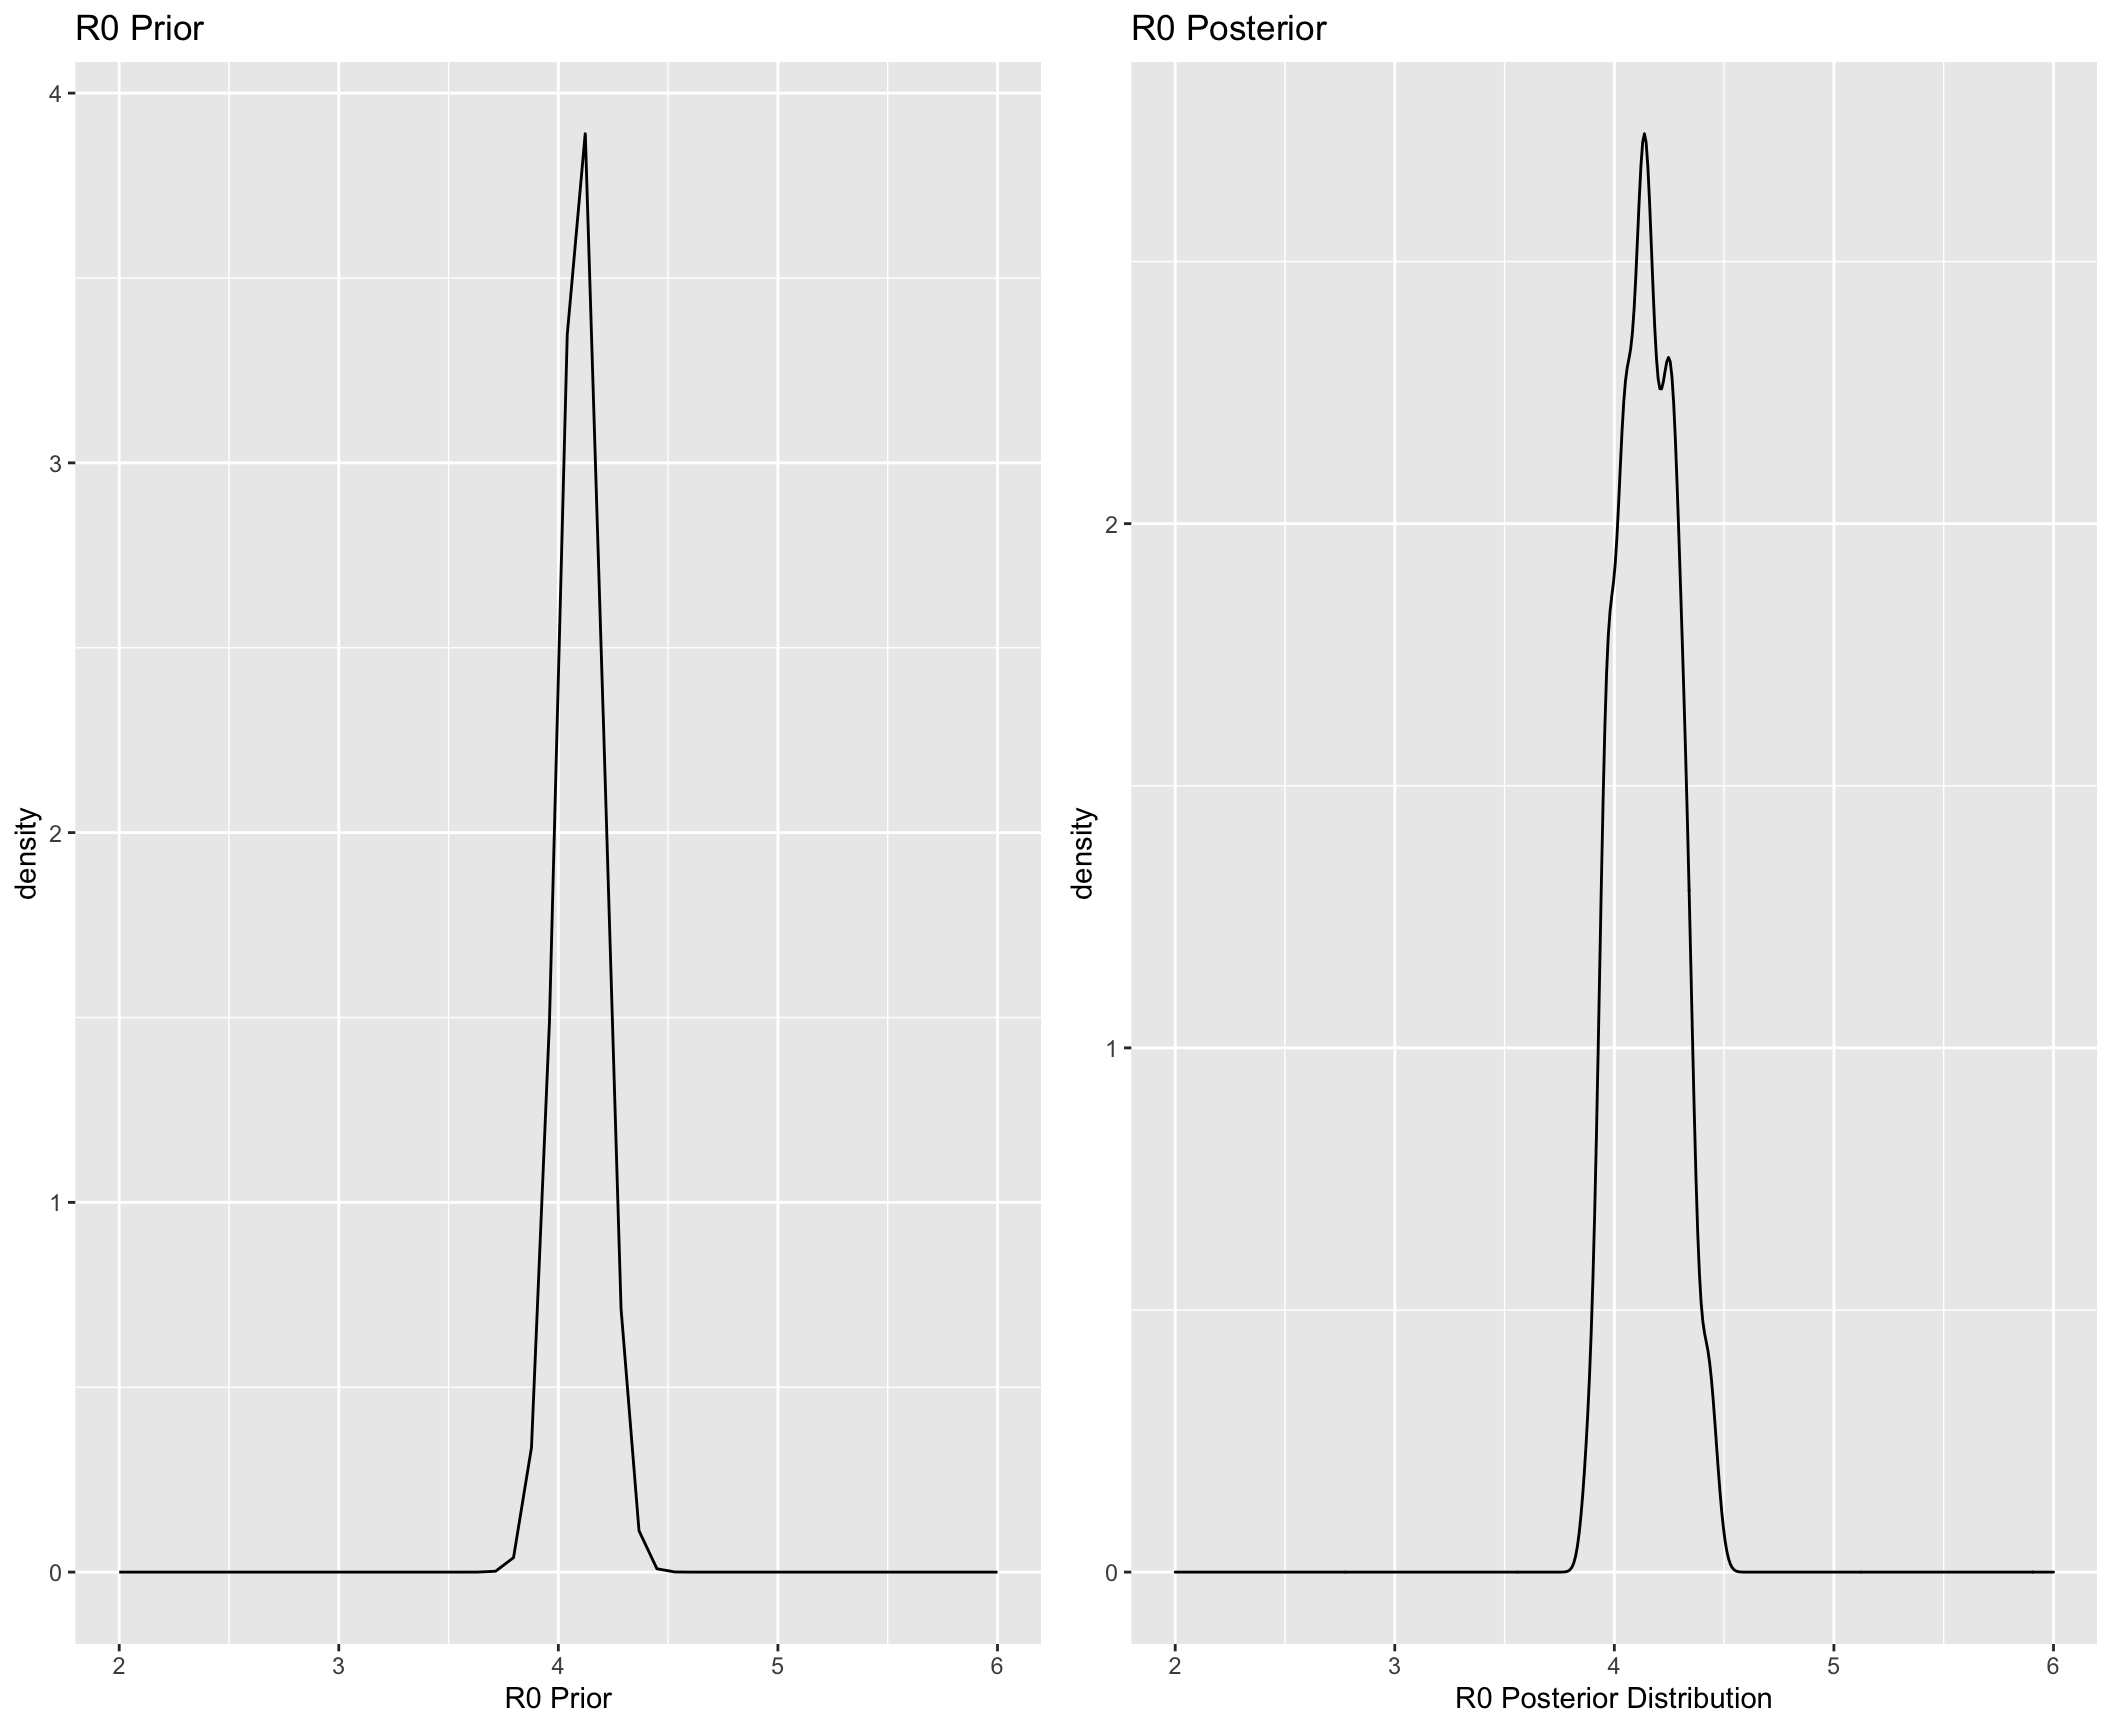 R0 Prior
density
4
3
2
1
0
2 3 4 5 6
R0 Prior
R0 Posterior
density
2
1
0
2 3 4 5 6
R0 Posterior Distribution